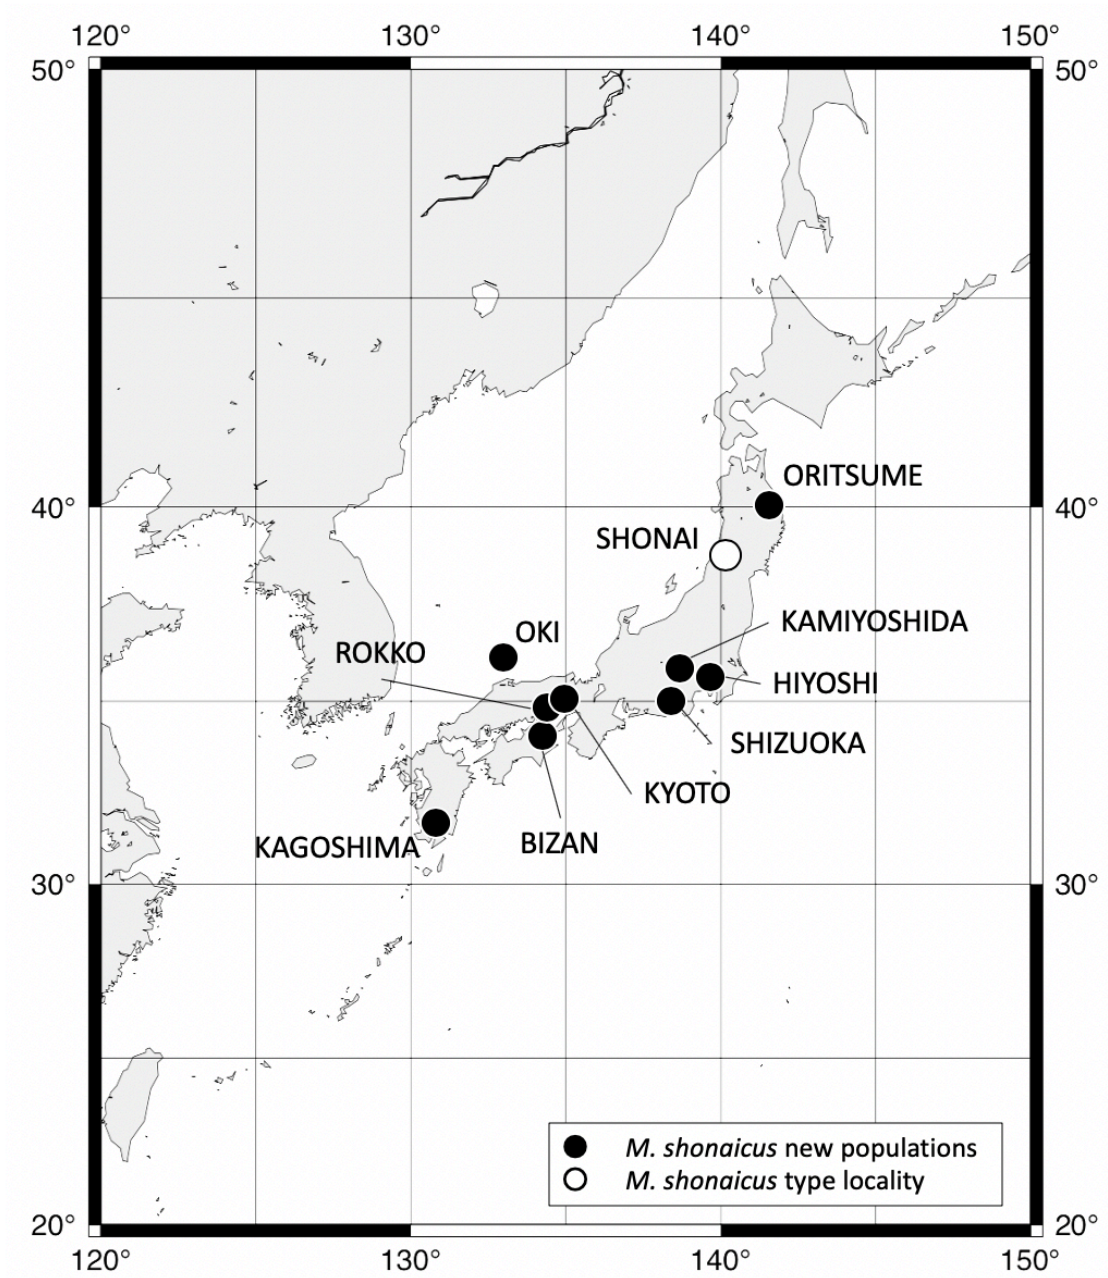 120° 130° 140° 150°
50° 50°
ORITSUME
40° 40°
SHONAI
KAMIYOSHIDA
OKI
ROKKO
HIYOSHI
SHIZUOKA
KYOTO
BIZAN
KAGOSHIMA
30° 30°
M. shonaicus new populations
M. shonaicus type locality
20° 20°
120° 130° 140° 150°